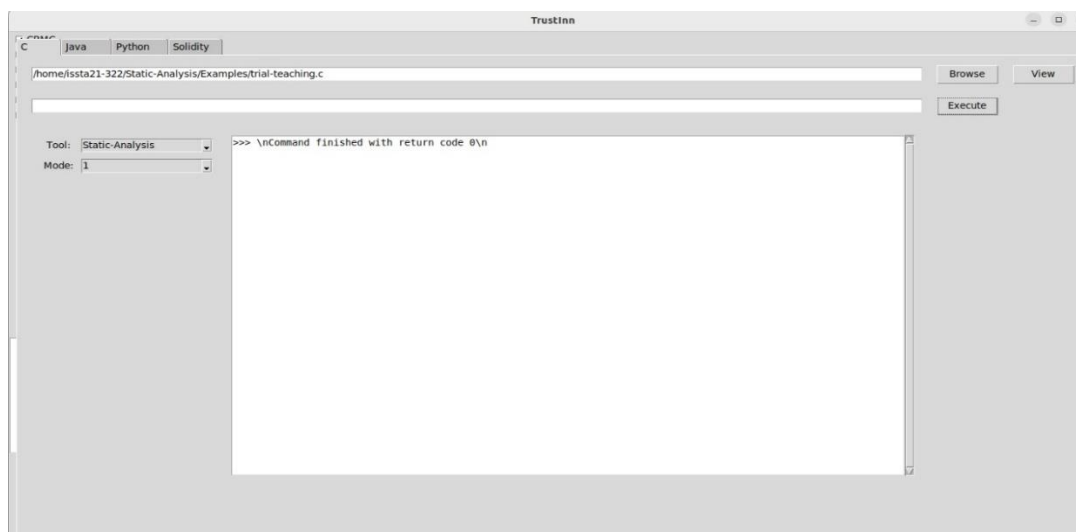 TrustInn
C Java Python Solidity
/home/issta21-322/Static-Analysis/Examples/trial-teaching.c Browse View
Execute
Tool: Static-Analysis
Mode: 1
>>> \nCommand finished with return code 0\n